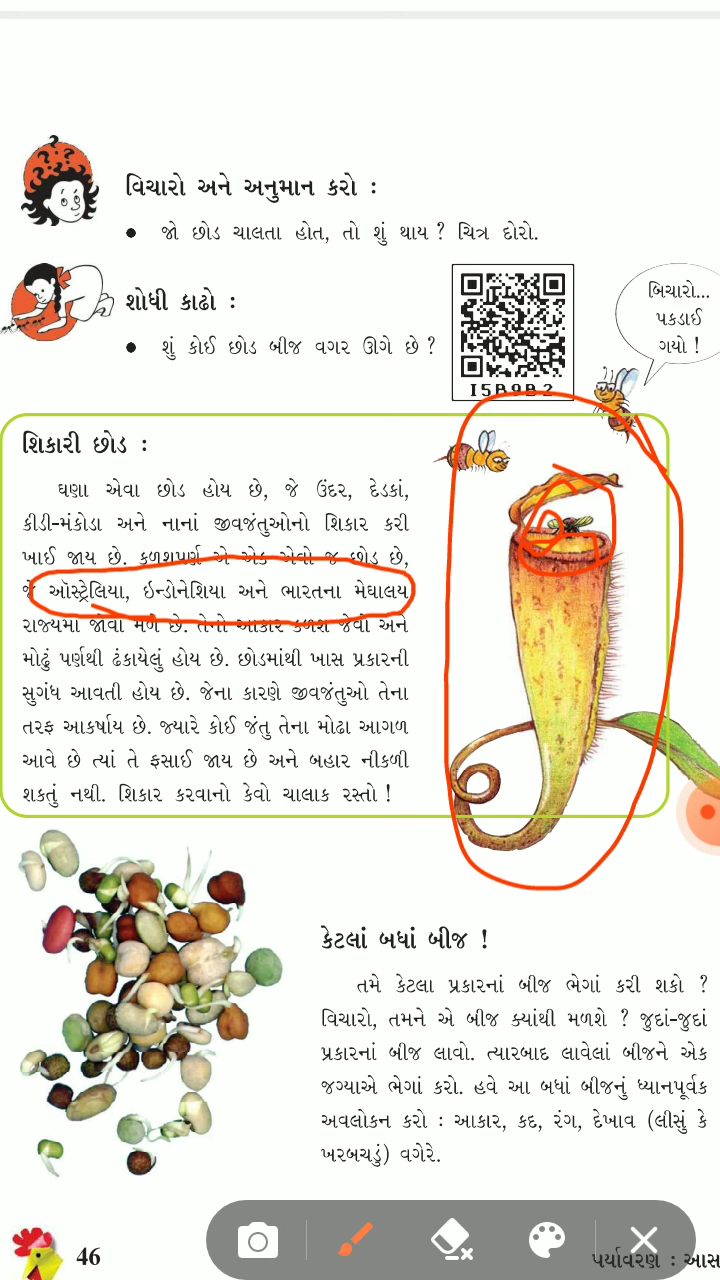 વિચારો અને અનુમાન કરો :
• જો છોડ ચાલતા હોત, તો શું થાય ? ચિત્ર દોરો.
શોધી કાઢો :
• શું કોઈ છોડ બીજ વગર ઊગે છે ?
I5B9B2
બિચારો...
પકડાઈ
ગયો !
શિકારી છોડ :
ઘણા એવા છોડ હોય છે, જે ઉંદર, દેડકાં,
કીડી-મંકોડા અને નાનાં જીવજંતુઓનો શિકાર કરી
ખાઈ જાય છે. કળશપર્ણ એ એક એવો જ છોડ છે,
જે ઑસ્ટ્રેલિયા, ઇન્ડોનેશિયા અને ભારતના મેઘાલય
રાજ્યમાં જોવા મળે છે. તેનો આકાર કળશ જેવો અને
મોઢું પર્ણથી ઢંકાયેલું હોય છે. છોડમાંથી ખાસ પ્રકારની
સુગંધ આવતી હોય છે. જેના કારણે જીવજંતુઓ તેના
તરફ આકર્ષાય છે. જ્યારે કોઈ જંતુ તેના મોઢા આગળ
આવે છે ત્યાં તે ફસાઈ જાય છે અને બહાર નીકળી
શકતું નથી. શિકાર કરવાનો કેવો ચાલાક રસ્તો !
કેટલાં બધાં બીજ !
તમે કેટલા પ્રકારનાં બીજ ભેગાં કરી શકો ?
વિચારો, તમને એ બીજ ક્યાંથી મળશે ? જુદાં-જુદાં
પ્રકારનાં બીજ લાવો. ત્યારબાદ લાવેલાં બીજને એક
જગ્યાએ ભેગાં કરો. હવે આ બધાં બીજનું ધ્યાનપૂર્વક
અવલોકન કરો : આકાર, કદ, રંગ, દેખાવ (લીસું કે
ખરબચડું) વગેરે.
46
પર્યાવરણ : આસ